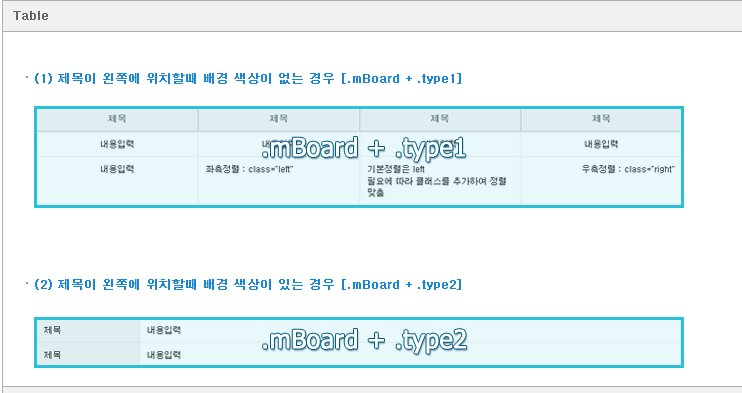 Table
· (1) 제목이 왼쪽에 위치할때 배경 색상이 없는 경우 [.mBoard + .type1]
제목 제목 제목 제목
내용입력 내용입력
.mBoard + .type1
내용입력 좌측정렬 : class="left" 기본정렬은 left 우측정렬 : class="right"
필요에 따라 클래스를 추가하여 정렬
맞춤
· (2) 제목이 왼쪽에 위치할때 배경 색상이 있는 경우 [.mBoard + .type2]
제목 내용입력
.mBoard + .type2
제목 내용입력